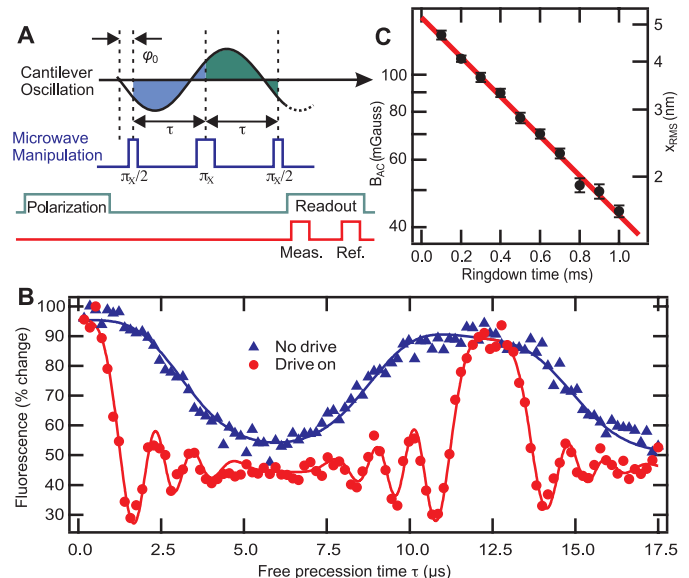 A
φ0
Cantilever
Oscillation
τ τ
Microwave
Manipulation
πX/2 πX πX/2
Polarization Readout
Meas. Ref.
C
BAC (mGauss)
100
80
60
40
xRMS (nm)
5
4
3
2
0.0 0.2 0.4 0.6 0.8 1.0
Ringdown time (ms)
B
Fluorescence (% change)
100
90
80
70
60
50
40
30
No drive
Drive on
0.0 2.5 5.0 7.5 10.0 12.5 15.0 17.5
Free precession time τ (μs)